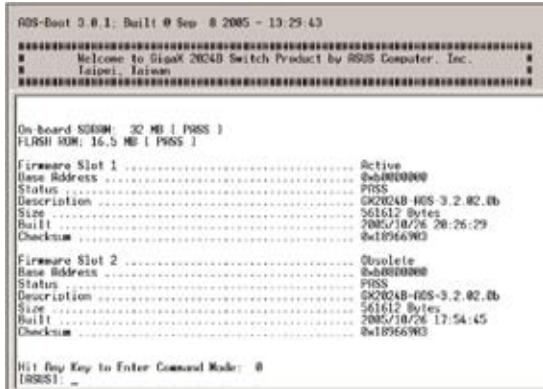 ADS-Boot 3.0.1; Built @ Sep 8 2005 - 13:29:43
Welcome to GigaX 2024B Switch Product by ASUS Computer. Inc.
Taipei, Taiwan
On-board SDRAM: 32 MB [ PASS ]
FLASH ROM: 16.5 MB [ PASS ]
Firmware Slot 1 ................................ Active
Base Address ................................
Status ................................ PASS
Description ................................ GX2024B-AOS-3.2.02.0b
Size ................................ 561612 Bytes
Built ................................ 2005/10/26 20:26:29
Checksum ................................ 0x18966903
Firmware Slot 2 ................................ Obsolete
Base Address ................................
Status ................................ PASS
Description ................................ GX2024B-AOS-3.2.02.0b
Size ................................ 561612 Bytes
Built ................................ 2005/10/26 17:54:45
Checksum ................................ 0x18966903
Hit Any Key to Enter Command Mode: 0
[ASUS]: _